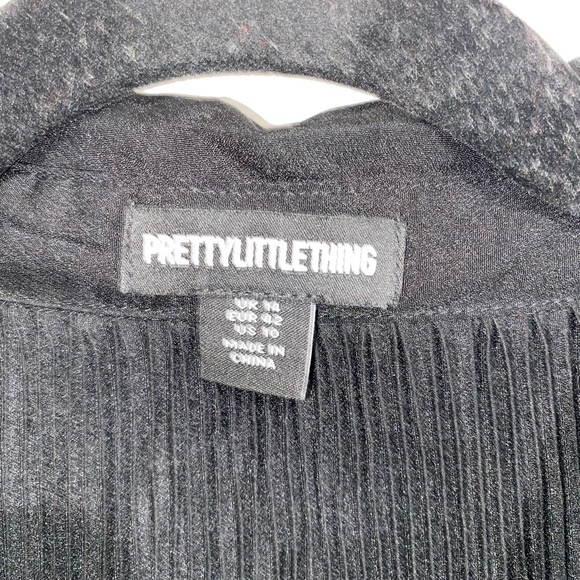 PRETTYLITTLETHING
UK 14
EUR 42
US 10
MADE IN
CHINA